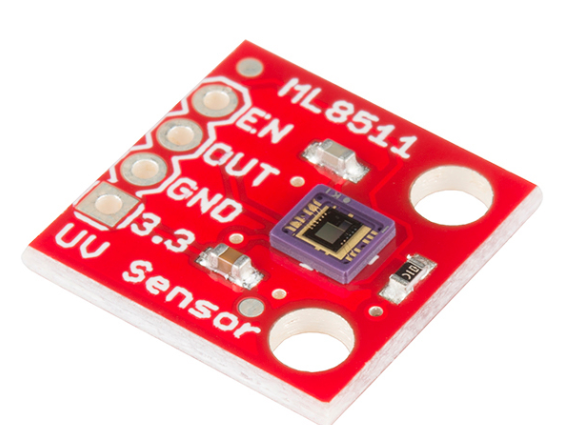 ML8511
EN
OUT
GND
3.3
UV Sensor